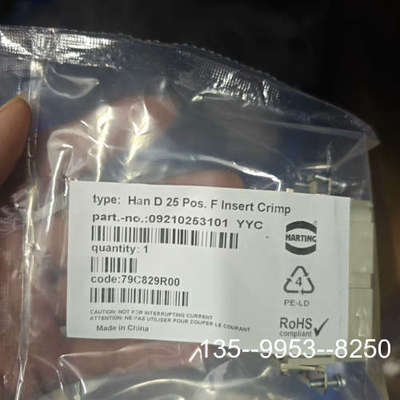 type: Han D 25 Pos. F Insert Crimp
part.-no.:09210253101 YYC
HARTING
quantity: 1
4
PE-LD
code:79C829R00
CAUTION: NOT FOR INTERRUPTING CURRENT
ATTENTION: NE PAS UTILISER POUR COUPER LE COURANT
Made in China
RoHS
compliant
135--9953--8250